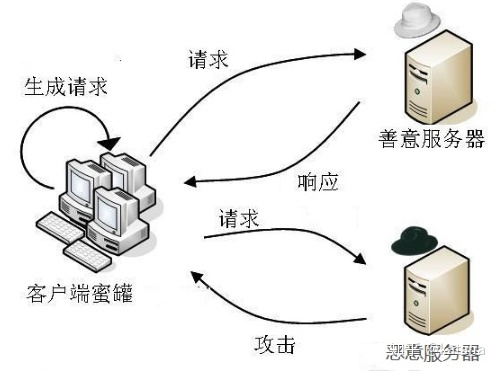 生成请求
请求
善意服务器
响应
请求
客户端蜜罐
攻击
恶意服务器